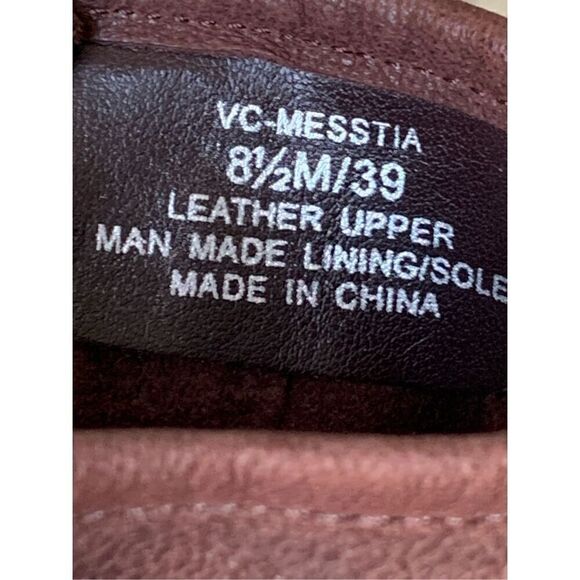 VC-MESSTIA
8½M/39
LEATHER UPPER
MAN MADE LINING/SOLE
MADE IN CHINA